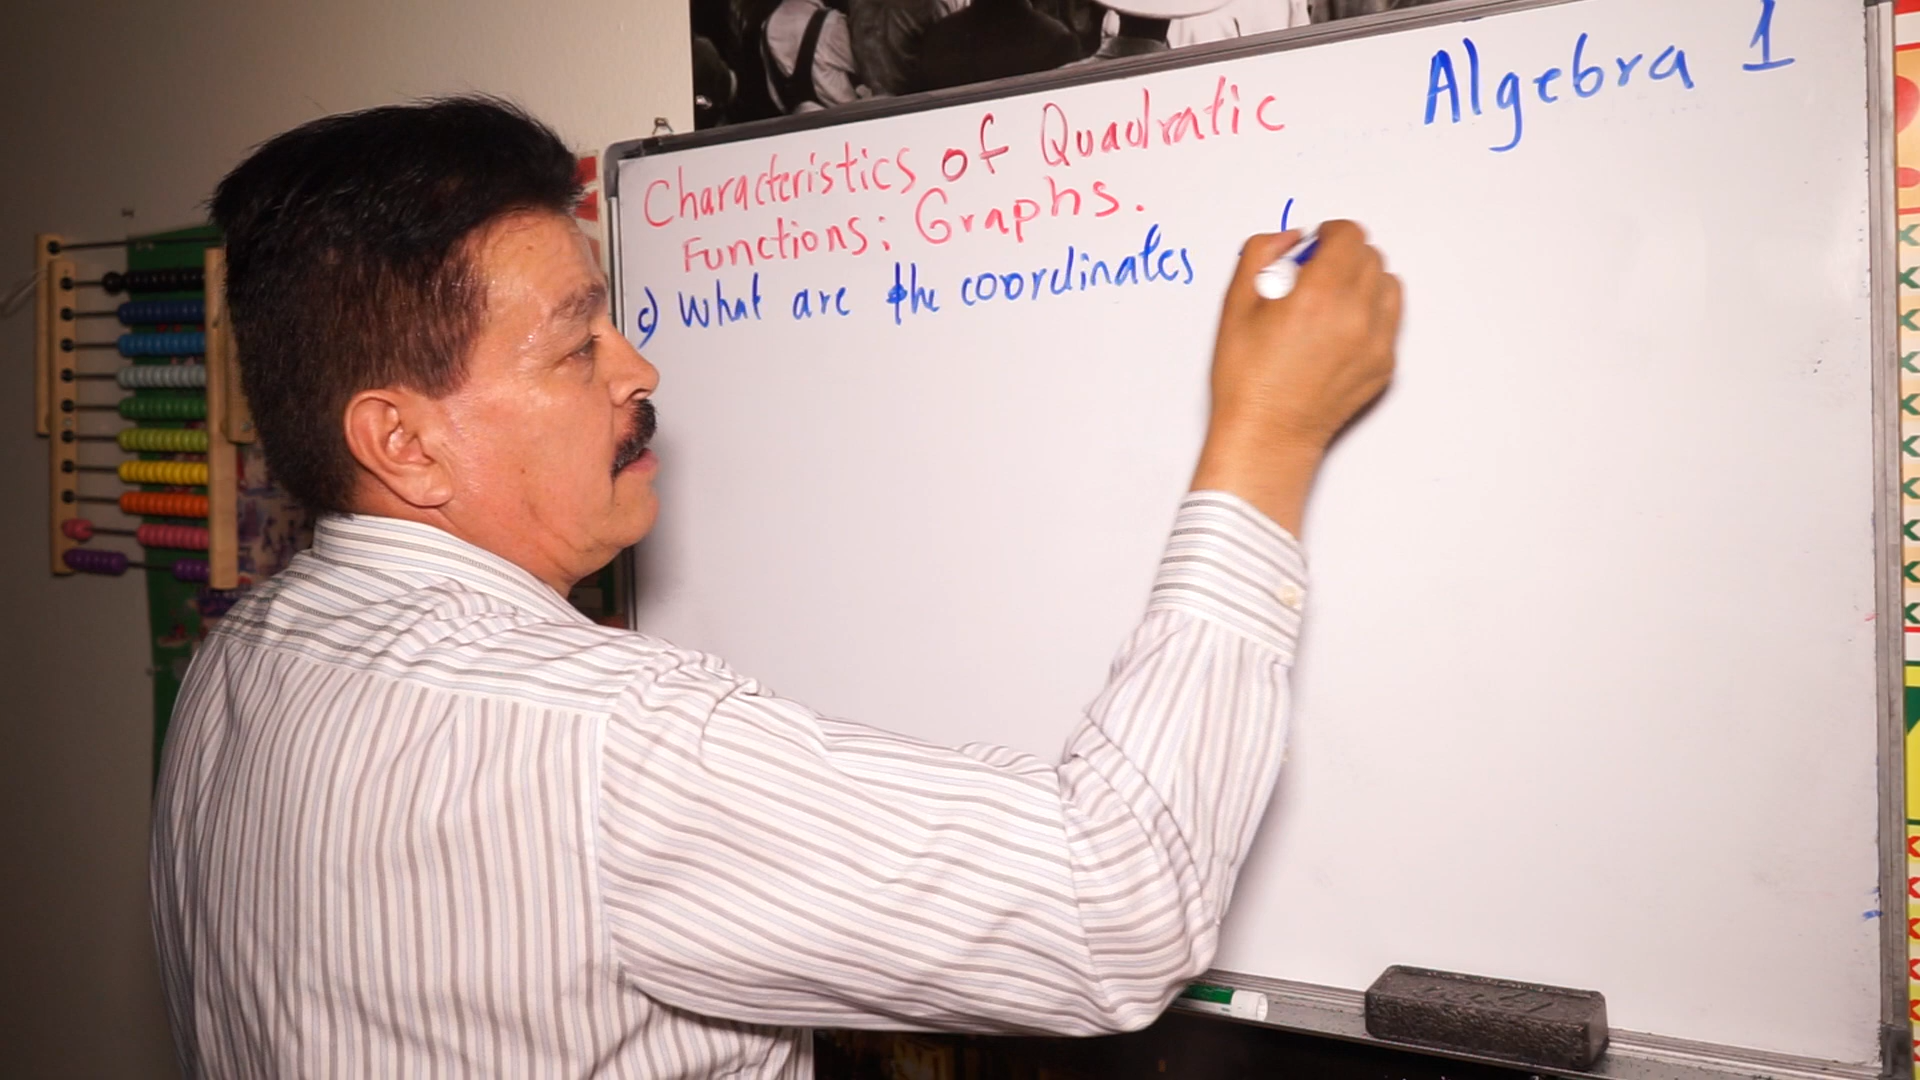 Algebra 1
Characteristics of Quadratic
Functions: Graphs.
c) What are the coordinates